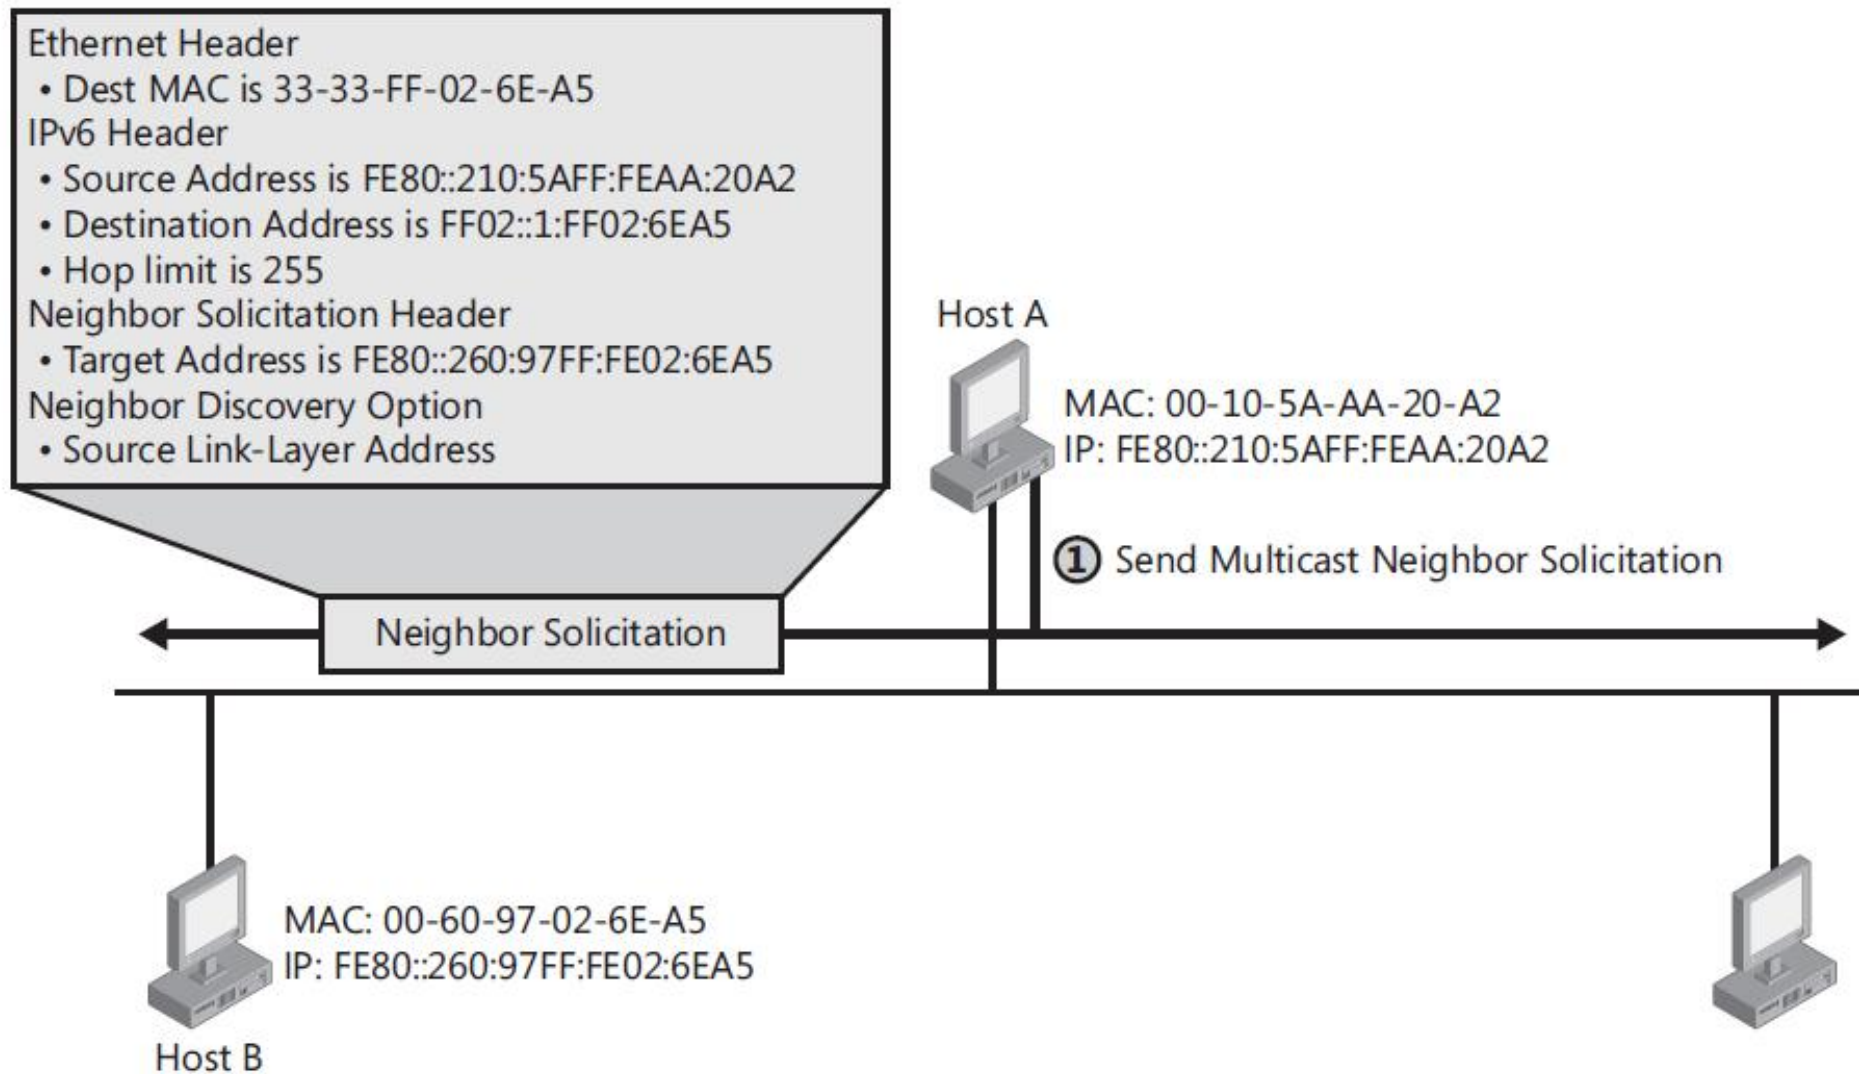 Ethernet Header
• Dest MAC is 33-33-FF-02-6E-A5
IPv6 Header
• Source Address is FE80::210:5AFF:FEAA:20A2
• Destination Address is FF02::1:FF02:6EA5
• Hop limit is 255
Neighbor Solicitation Header
• Target Address is FE80::260:97FF:FE02:6EA5
Neighbor Discovery Option
• Source Link-Layer Address
Host A
MAC: 00-10-5A-AA-20-A2
IP: FE80::210:5AFF:FEAA:20A2
1 Send Multicast Neighbor Solicitation
Neighbor Solicitation
MAC: 00-60-97-02-6E-A5
IP: FE80::260:97FF:FE02:6EA5
Host B